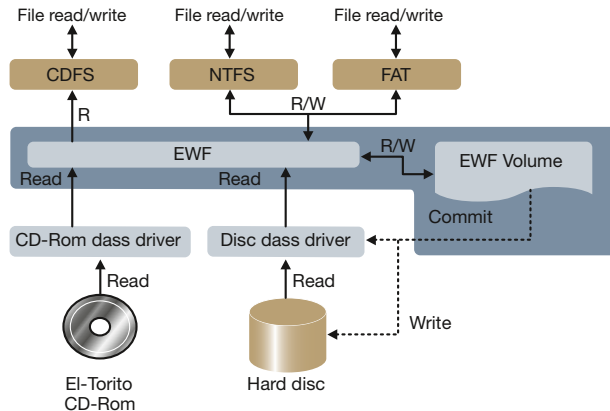 File read/write File read/write File read/write
CDFS NTFS FAT
R R/W
EWF R/W EWF Volume
Read Read
Commit
CD-Rom dass driver Disc dass driver
Read Read
Write
El-Torito Hard disc
CD-Rom